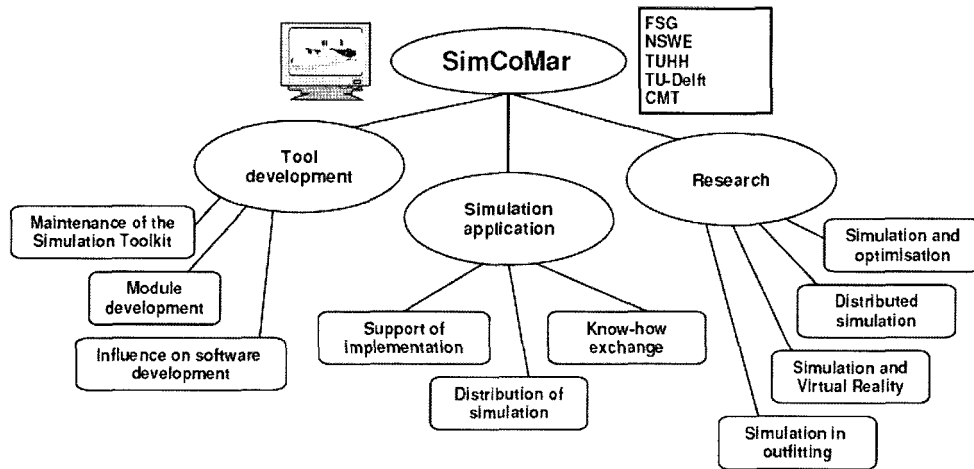 SimCoMar
FSG
NSWE
TUHH
TU-Delft
CMT
Tool
development
Simulation
application
Research
Maintenance of the
Simulation Toolkit
Module
development
Influence on software
development
Support of
implementation
Distribution of
simulation
Know-how
exchange
Simulation and
optimisation
Distributed
simulation
Simulation and
Virtual Reality
Simulation in
outfitting